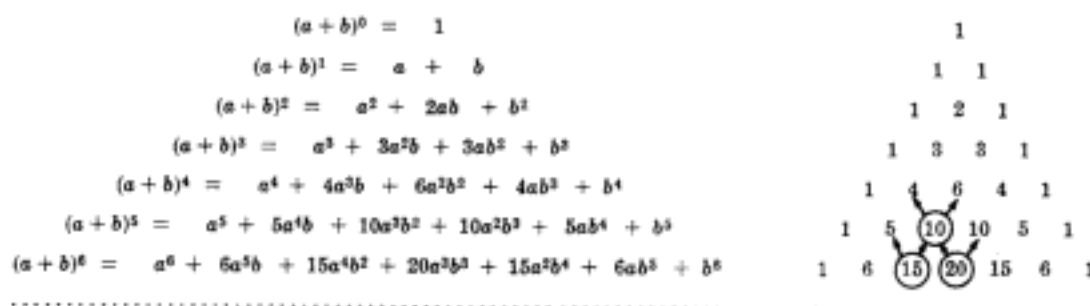 (a + b)⁰ = 1 1
(a + b)¹ = a + b 1 1
(a + b)² = a² + 2ab + b² 1 2 1
(a + b)³ = a³ + 3a²b + 3ab² + b³ 1 3 3 1
(a + b)⁴ = a⁴ + 4a³b + 6a²b² + 4ab³ + b⁴ 1 4 6 4 1
(a + b)⁵ = a⁵ + 5a⁴b + 10a³b² + 10a²b³ + 5ab⁴ + b⁵ 1 5 10 10 5 1
(a + b)⁶ = a⁶ + 6a⁵b + 15a⁴b² + 20a³b³ + 15a²b⁴ + 6ab⁵ + b⁶ 1 6 15 20 15 6 1